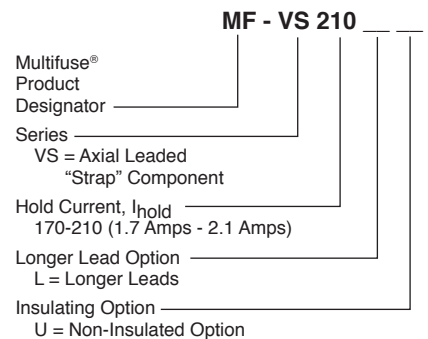 MF - VS 210 __ __
Multifuse®
Product
Designator
Series
VS = Axial Leaded
"Strap" Component
Hold Current, Ihold
170-210 (1.7 Amps - 2.1 Amps)
Longer Lead Option
L = Longer Leads
Insulating Option
U = Non-Insulated Option